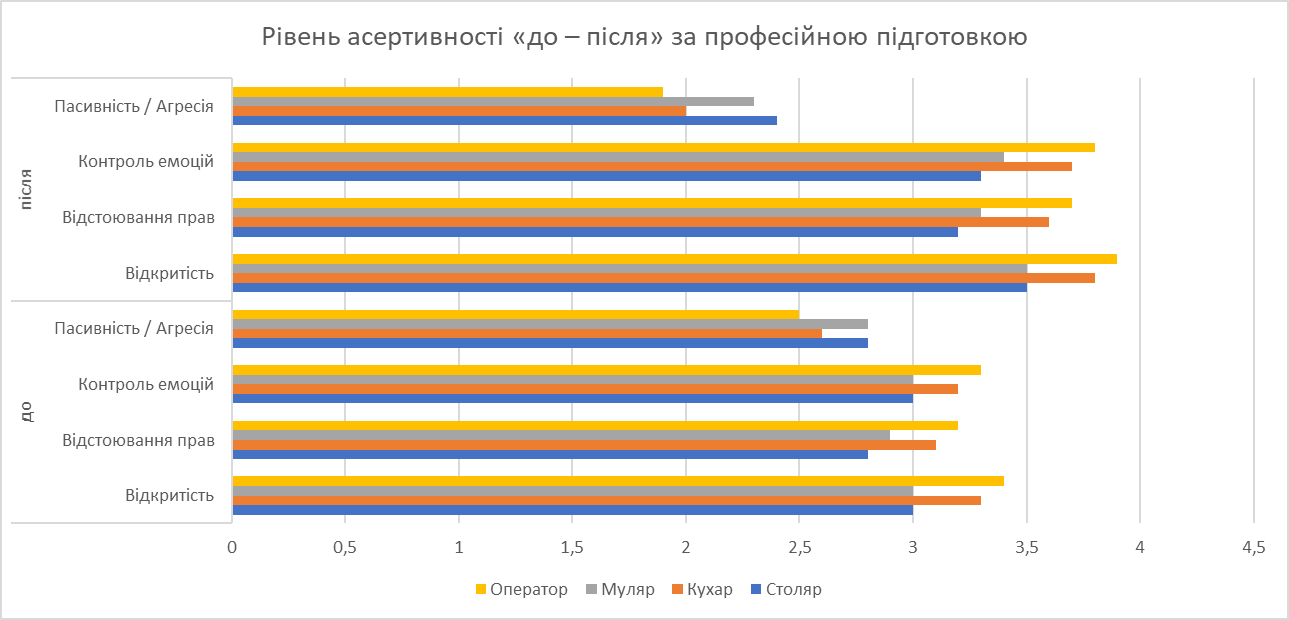 Рівень асертивності «до – після» за професійною підготовкою
після
Пасивність / Агресія
Контроль емоцій
Відстоювання прав
Відкритість
до
Пасивність / Агресія
Контроль емоцій
Відстоювання прав
Відкритість
0 0,5 1 1,5 2 2,5 3 3,5 4 4,5
Оператор Муляр Кухар Столяр